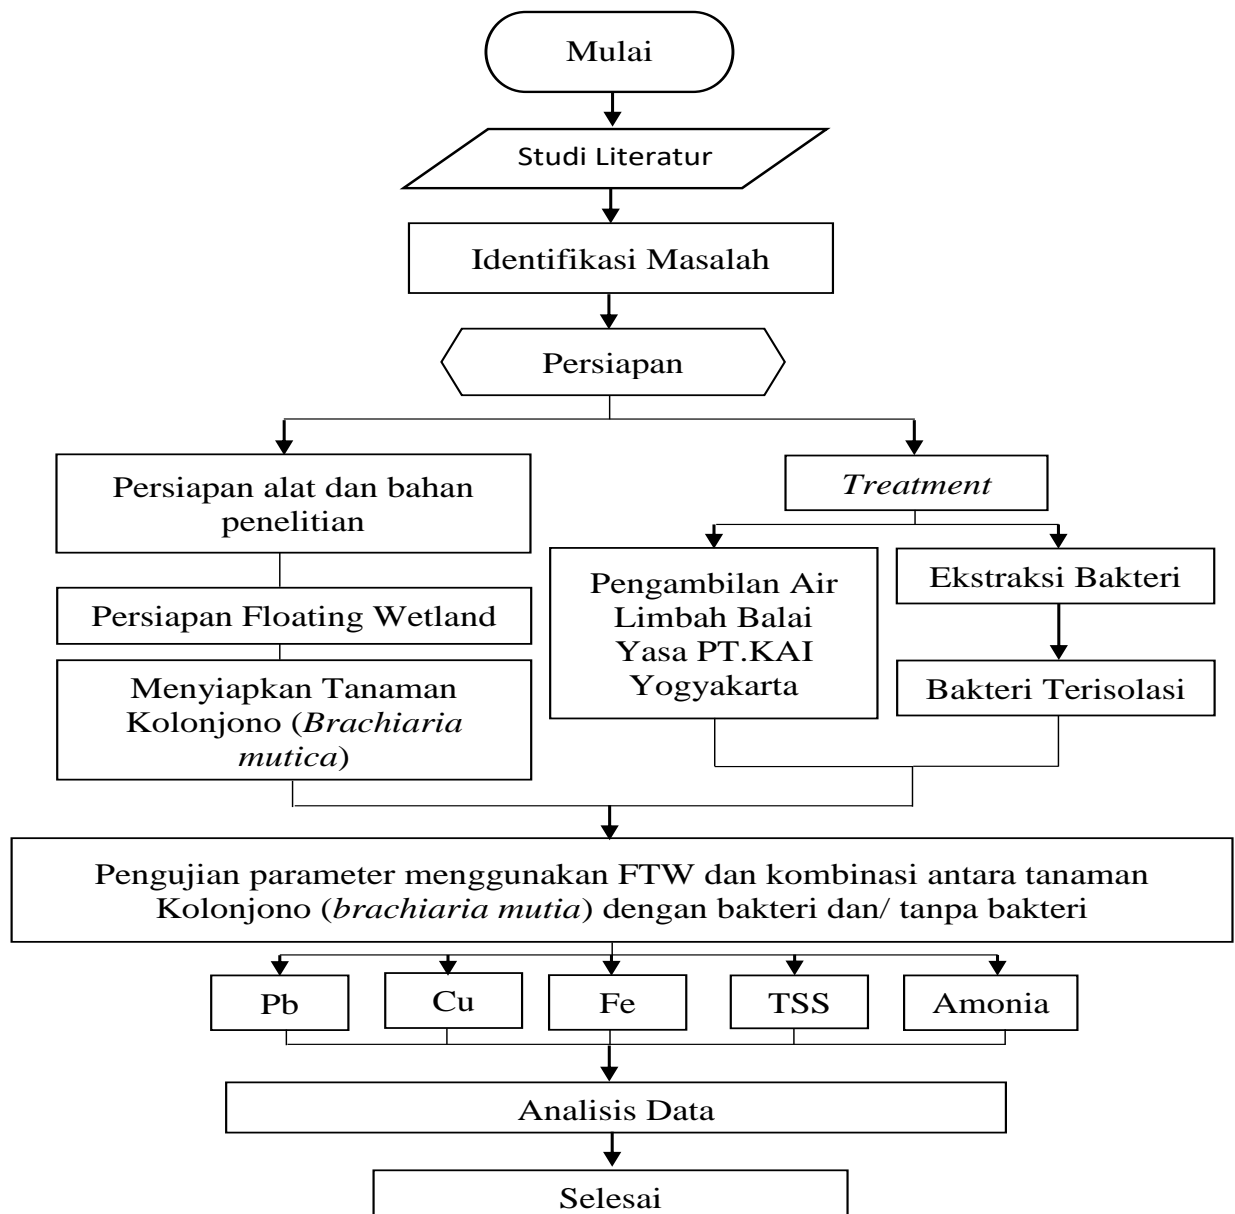 Mulai
Studi Literatur
Identifikasi Masalah
Persiapan
Persiapan alat dan bahan
penelitian
Persiapan Floating Wetland
Menyiapkan Tanaman
Kolonjono (Brachiaria
mutica)
Treatment
Pengambilan Air
Limbah Balai
Yasa PT.KAI
Yogyakarta
Ekstraksi Bakteri
Bakteri Terisolasi
Pengujian parameter menggunakan FTW dan kombinasi antara tanaman
Kolonjono (brachiaria mutia) dengan bakteri dan/ tanpa bakteri
Pb
Cu
Fe
TSS
Amonia
Analisis Data
Selesai